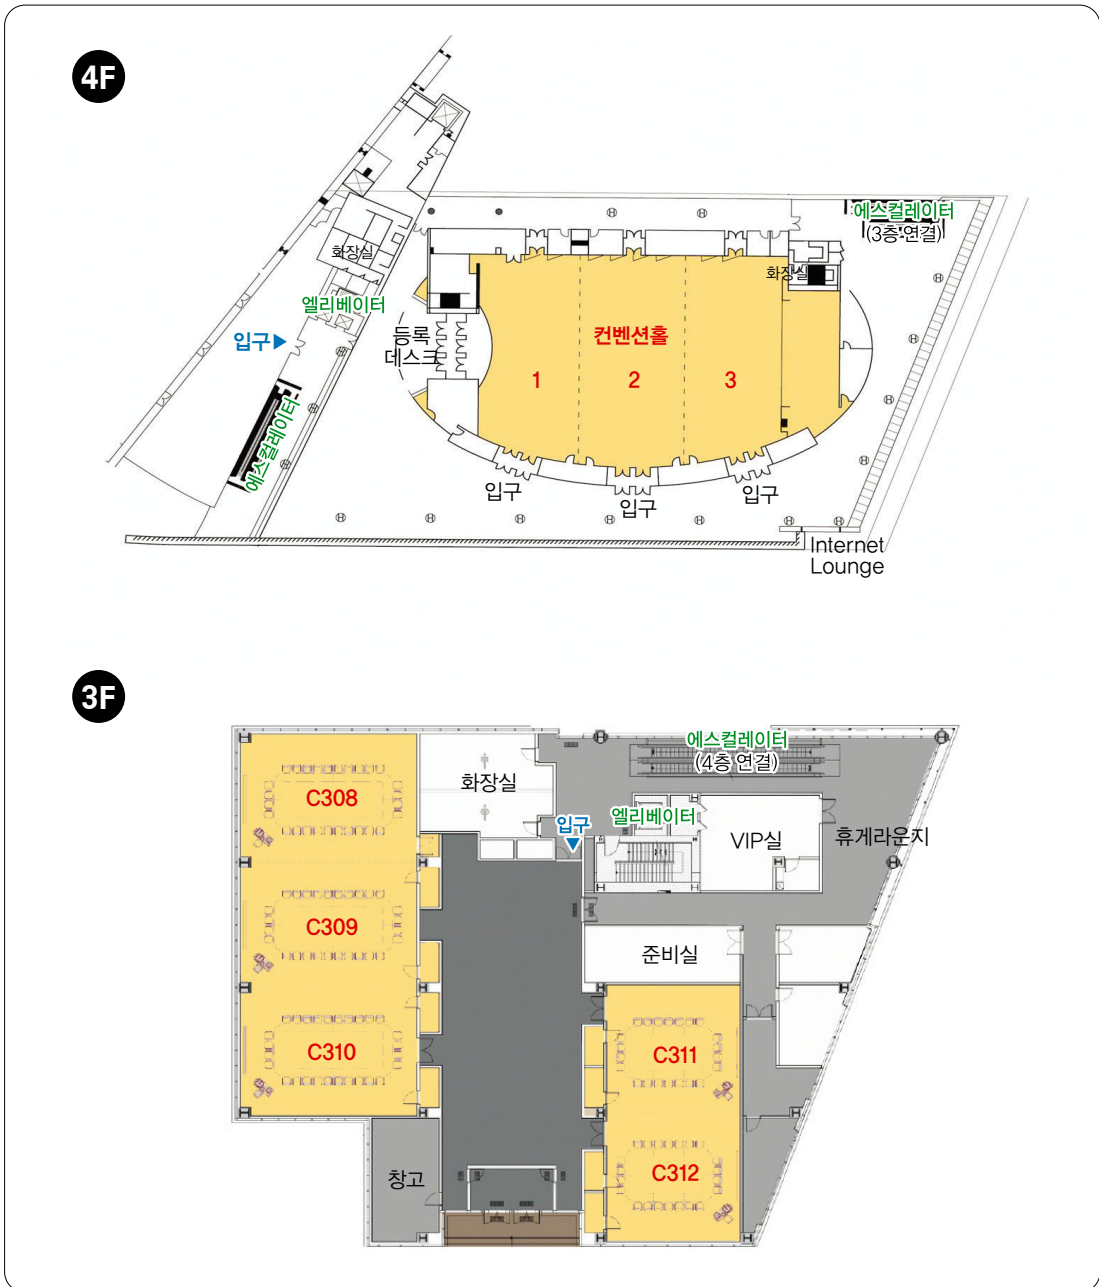 4F
에스컬레이터
(3층 연결)
화장실
화장실
엘리베이터
입구
등록
데스크
컨벤션홀
1
2
3
에스컬레이터
입구
입구
입구
Internet
Lounge
3F
에스컬레이터
(4층 연결)
화장실
C308
입구
엘리베이터
VIP실
휴게라운지
C309
준비실
C310
C311
C312
창고